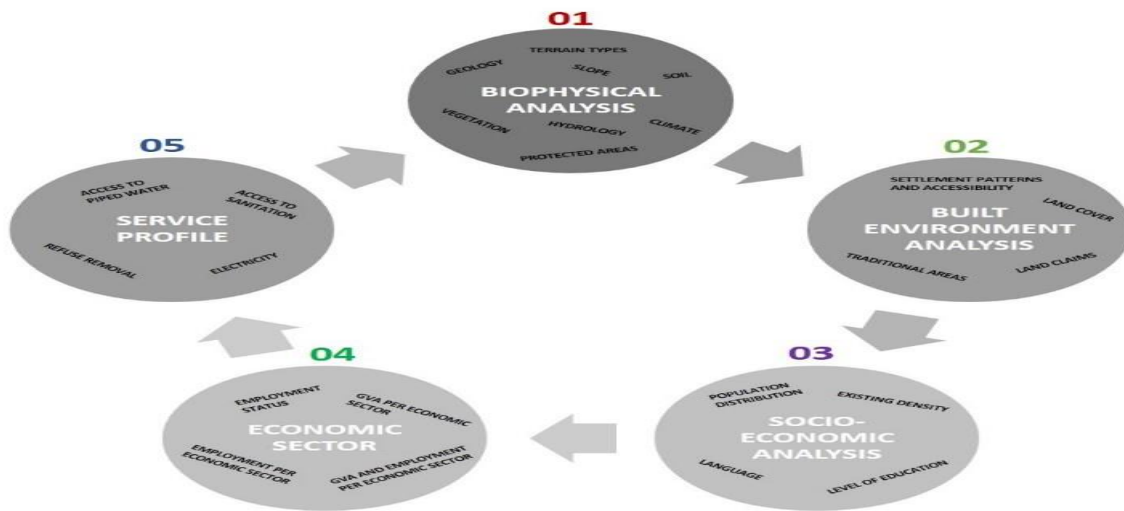 01
TERRAIN TYPES
GEOLOGY
SLOPE
SOIL
BIOPHYSICAL
ANALYSIS
VEGETATION
HYDROLOGY
CLIMATE
PROTECTED AREAS
02
SETTLEMENT PATTERNS
AND ACCESSIBILITY
LAND COVER
BUILT
ENVIRONMENT
ANALYSIS
TRADITIONAL AREAS
LAND CLAIMS
03
POPULATION
DISTRIBUTION
EXISTING DENSITY
SOCIO-
ECONOMIC
ANALYSIS
LANGUAGE
LEVEL OF EDUCATION
04
EMPLOYMENT
STATUS
GVA PER ECONOMIC
SECTOR
ECONOMIC
SECTOR
EMPLOYMENT PER
ECONOMIC SECTOR
GVA AND EMPLOYMENT
PER ECONOMIC SECTOR
05
ACCESS TO
PIPED WATER
ACCESS TO
SANITATION
SERVICE
PROFILE
REFUSE REMOVAL
ELECTRICITY